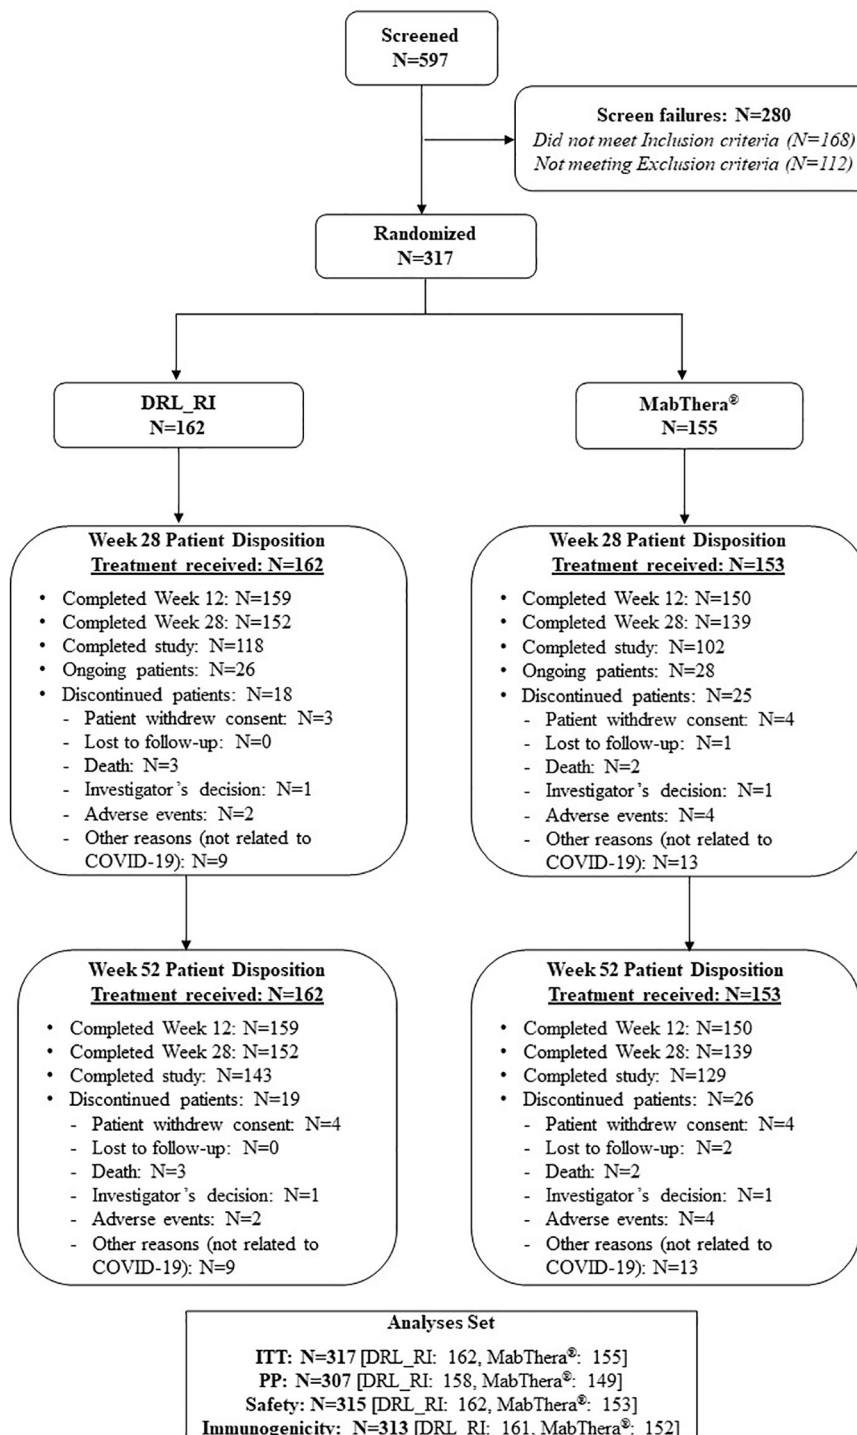 Screened
N=597
Screen failures: N=280
Did not meet Inclusion criteria (N=168)
Not meeting Exclusion criteria (N=112)
Randomized
N=317
DRL_RI
N=162
MabThera®
N=155
Week 28 Patient Disposition
Treatment received: N=162
• Completed Week 12: N=159
• Completed Week 28: N=152
• Completed study: N=118
• Ongoing patients: N=26
• Discontinued patients: N=18
- Patient withdrew consent: N=3
- Lost to follow-up: N=0
- Death: N=3
- Investigator's decision: N=1
- Adverse events: N=2
- Other reasons (not related to
COVID-19): N=9
Week 28 Patient Disposition
Treatment received: N=153
• Completed Week 12: N=150
• Completed Week 28: N=139
• Completed study: N=102
• Ongoing patients: N=28
• Discontinued patients: N=25
- Patient withdrew consent: N=4
- Lost to follow-up: N=1
- Death: N=2
- Investigator's decision: N=1
- Adverse events: N=4
- Other reasons (not related to
COVID-19): N=13
Week 52 Patient Disposition
Treatment received: N=162
• Completed Week 12: N=159
• Completed Week 28: N=152
• Completed study: N=143
• Discontinued patients: N=19
- Patient withdrew consent: N=4
- Lost to follow-up: N=0
- Death: N=3
- Investigator's decision: N=1
- Adverse events: N=2
- Other reasons (not related to
COVID-19): N=9
Week 52 Patient Disposition
Treatment received: N=153
• Completed Week 12: N=150
• Completed Week 28: N=139
• Completed study: N=129
• Discontinued patients: N=26
- Patient withdrew consent: N=4
- Lost to follow-up: N=2
- Death: N=2
- Investigator's decision: N=1
- Adverse events: N=4
- Other reasons (not related to
COVID-19): N=13
Analyses Set
ITT: N=317 [DRL_RI: 162, MabThera®: 155]
PP: N=307 [DRL_RI: 158, MabThera®: 149]
Safety: N=315 [DRL_RI: 162, MabThera®: 153]
Immunogenicity: N=313 [DRL_RI: 161, MabThera®: 152]